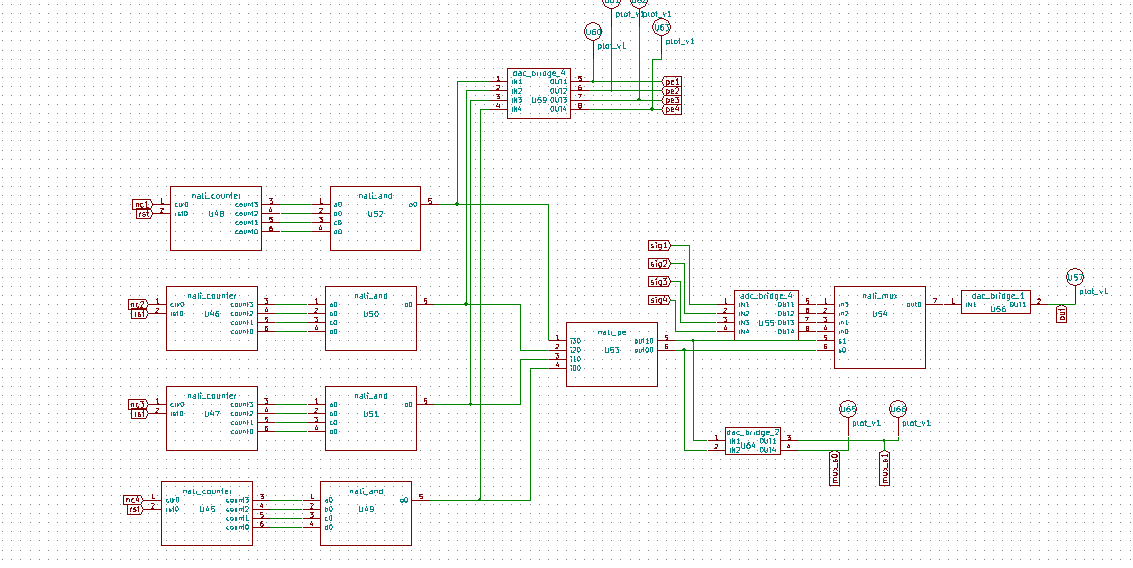 plot_v1
plot_v1
U60
U63
plot_v1
plot_v1
dac_bridge_4
1 IN1 OUT1 5 pe1
2 IN2 OUT2 6 pe2
3 IN3 U59 OUT3 7 pe3
4 IN4 OUT4 8 pe4
nali_counter
nc1 1 clr0 count3 3
rst 2 rst0 U48 count2 4
count1 5
count0 6
nali_and
1 a0 o0 5
2 U52
3 c0
4 d0
sig1
sig2
sig3
sig4
U57
plot_v1
nali_counter
nc2 1 clr0 count3 3
rst 2 rst0 U46 count2 4
count1 5
count0 6
nali_and
1 a0 o0 5
2 b0 U50
3 c0
4 d0
adc_bridge_4
1 IN1 OUT1 5
2 IN2 OUT2 6
3 IN3 U55 OUT3 7
4 IN4 OUT4 8
nali_mux
1 in3 out0 7
2 in2 U54
3 in1
4 in0
5 s1
6 s0
dac_bridge_1
1 IN1 OUT1 2
U56
out
nali_pe
1 i30 out10 5
2 i20 U53 out00 6
3 i10
4 i00
nali_counter
nc3 1 clr0 count3 3
rst 2 rst0 U47 count2 4
count1 5
count0 6
nali_and
1 a0 o0 5
2 b0 U51
3 c0
4 d0
U65
plot_v1
U66
plot_v1
dac_bridge_2
1 IN1 OUT1 3
2 IN2 U64 OUT4 4
mux_s0
mux_s1
nali_counter
nc4 1 clr0 count3 3
rst 2 rst0 U45 count2 4
count1 5
count0 6
nali_and
1 a0 o0 5
2 b0 U49
3 c0
4 d0